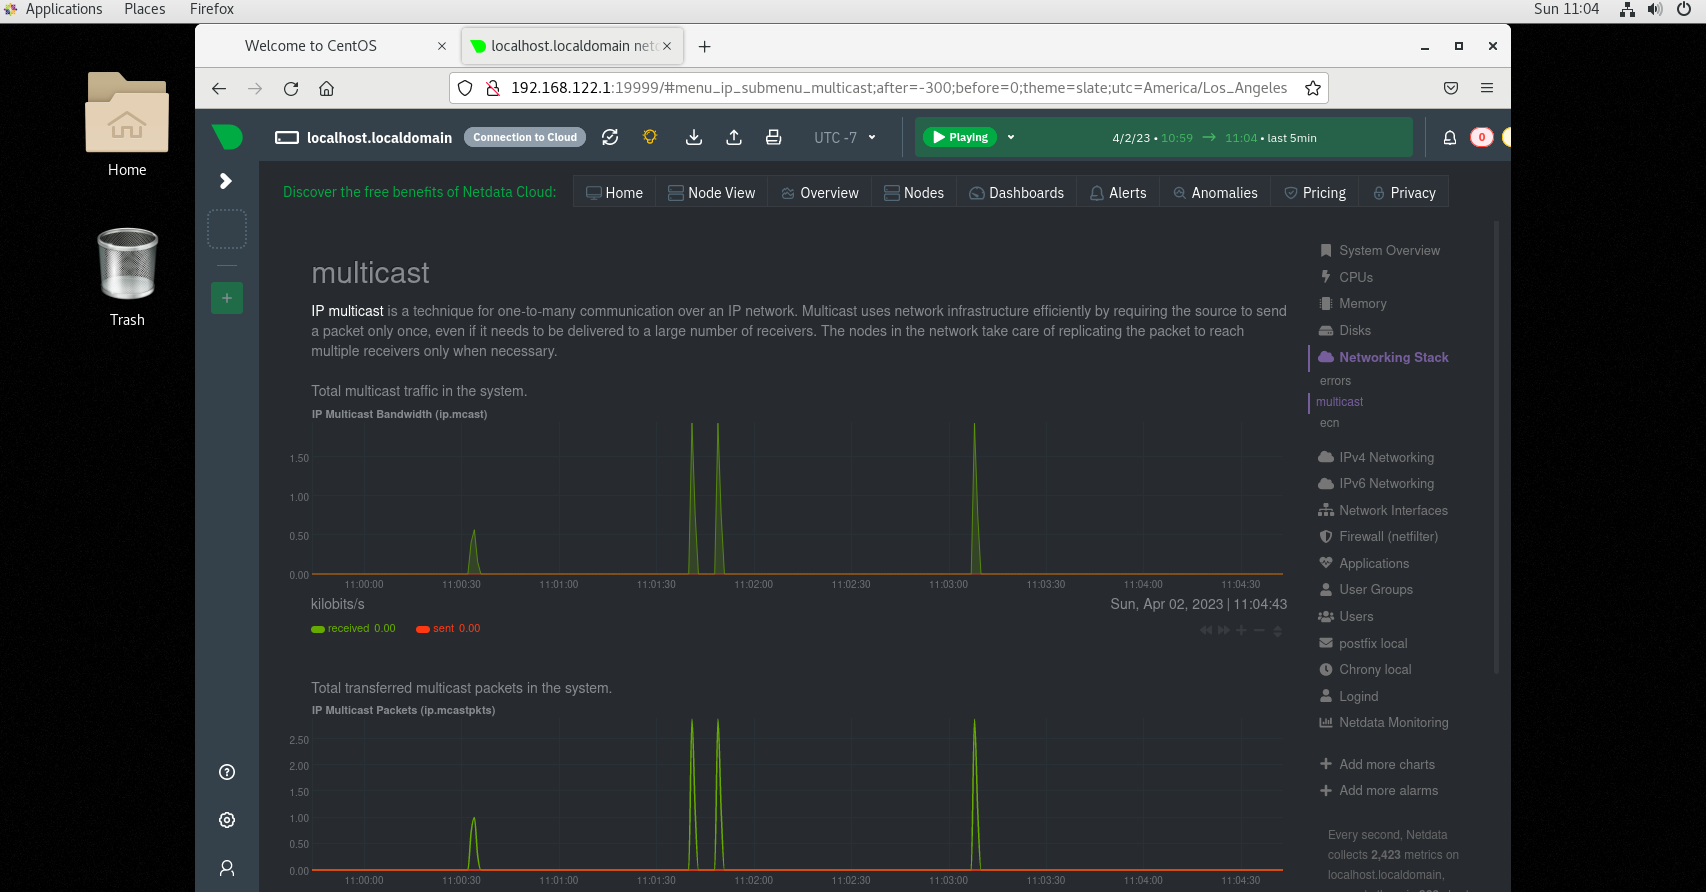 Applications Places Firefox Sun 11:04
Home
Trash
Welcome to CentOS × localhost.localdomain netc × +
192.168.122.1:19999/#menu_ip_submenu_multicast;after=-300;before=0;theme=slate;utc=America/Los_Angeles
localhost.localdomain Connection to Cloud UTC -7 Playing 4/2/23 • 10:59 → 11:04 • last 5min 0
Discover the free benefits of Netdata Cloud: Home Node View Overview Nodes Dashboards Alerts Anomalies Pricing Privacy
multicast
IP multicast is a technique for one-to-many communication over an IP network. Multicast uses network infrastructure efficiently by requiring the source to send
a packet only once, even if it needs to be delivered to a large number of receivers. The nodes in the network take care of replicating the packet to reach
multiple receivers only when necessary.
Total multicast traffic in the system.
IP Multicast Bandwidth (ip.mcast)
1.50
1.00
0.50
0.00
11:00:00 11:00:30 11:01:00 11:01:30 11:02:00 11:02:30 11:03:00 11:03:30 11:04:00 11:04:30
kilobits/s Sun, Apr 02, 2023 | 11:04:43
received 0.00 sent 0.00
Total transferred multicast packets in the system.
IP Multicast Packets (ip.mcastpkts)
2.50
2.00
1.50
1.00
0.50
0.00
11:00:00 11:00:30 11:01:00 11:01:30 11:02:00 11:02:30 11:03:00 11:03:30 11:04:00 11:04:30
System Overview
CPUs
Memory
Disks
Networking Stack
errors
multicast
ecn
IPv4 Networking
IPv6 Networking
Network Interfaces
Firewall (netfilter)
Applications
User Groups
Users
postfix local
Chrony local
Logind
Netdata Monitoring
Add more charts
Add more alarms
Every second, Netdata
collects 2,423 metrics on
localhost.localdomain,